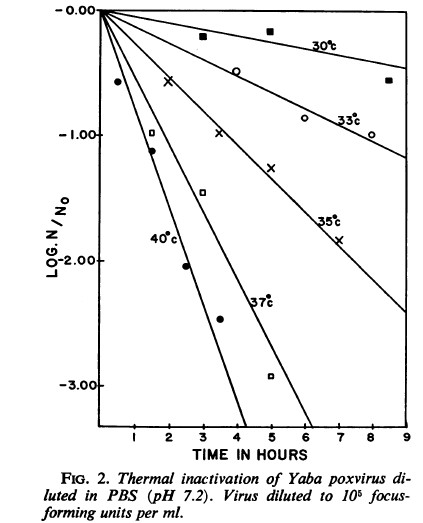 -0.00
30°c
33°c
-1.00
35°c
40°c
LOG. N/N₀
-2.00
37°c
-3.00
1 2 3 4 5 6 7 8 9
TIME IN HOURS
FIG. 2. Thermal inactivation of Yaba poxvirus di-
luted in PBS (pH 7.2). Virus diluted to 10⁵ focus-
forming units per ml.